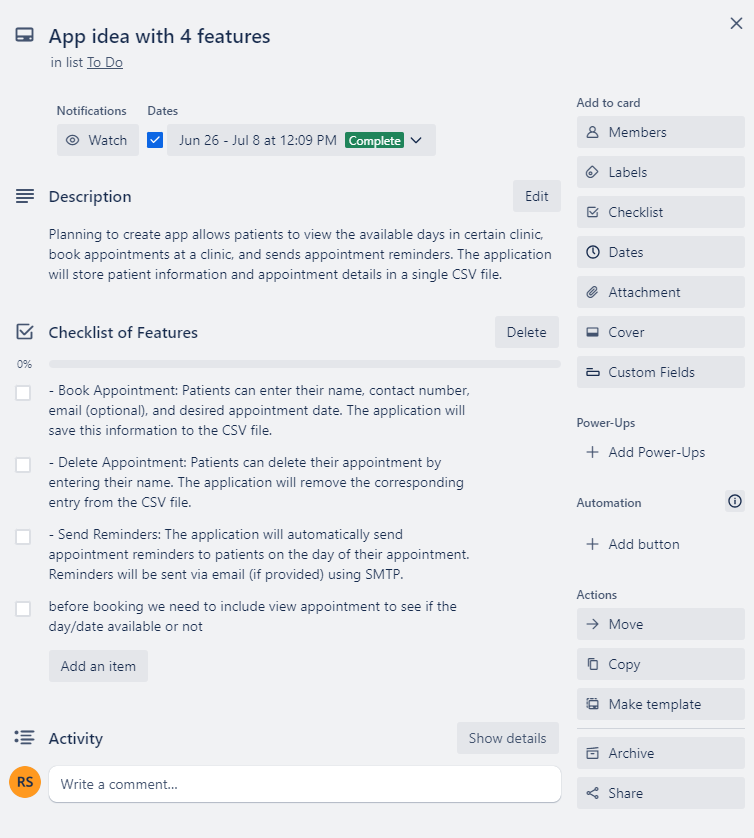 App idea with 4 features
in list To Do
Notifications
Dates
Watch
Jun 26 - Jul 8 at 12:09 PM Complete
Description
Edit
Planning to create app allows patients to view the available days in certain clinic,
book appointments at a clinic, and sends appointment reminders. The application
will store patient information and appointment details in a single CSV file.
Checklist of Features
Delete
0%
- Book Appointment: Patients can enter their name, contact number,
email (optional), and desired appointment date. The application will
save this information to the CSV file.
- Delete Appointment: Patients can delete their appointment by
entering their name. The application will remove the corresponding
entry from the CSV file.
- Send Reminders: The application will automatically send
appointment reminders to patients on the day of their appointment.
Reminders will be sent via email (if provided) using SMTP.
before booking we need to include view appointment to see if the
day/date available or not
Add an item
Activity
Show details
RS
Write a comment…
Add to card
Members
Labels
Checklist
Dates
Attachment
Cover
Custom Fields
Power-Ups
Add Power-Ups
Automation
Add button
Actions
Move
Copy
Make template
Archive
Share